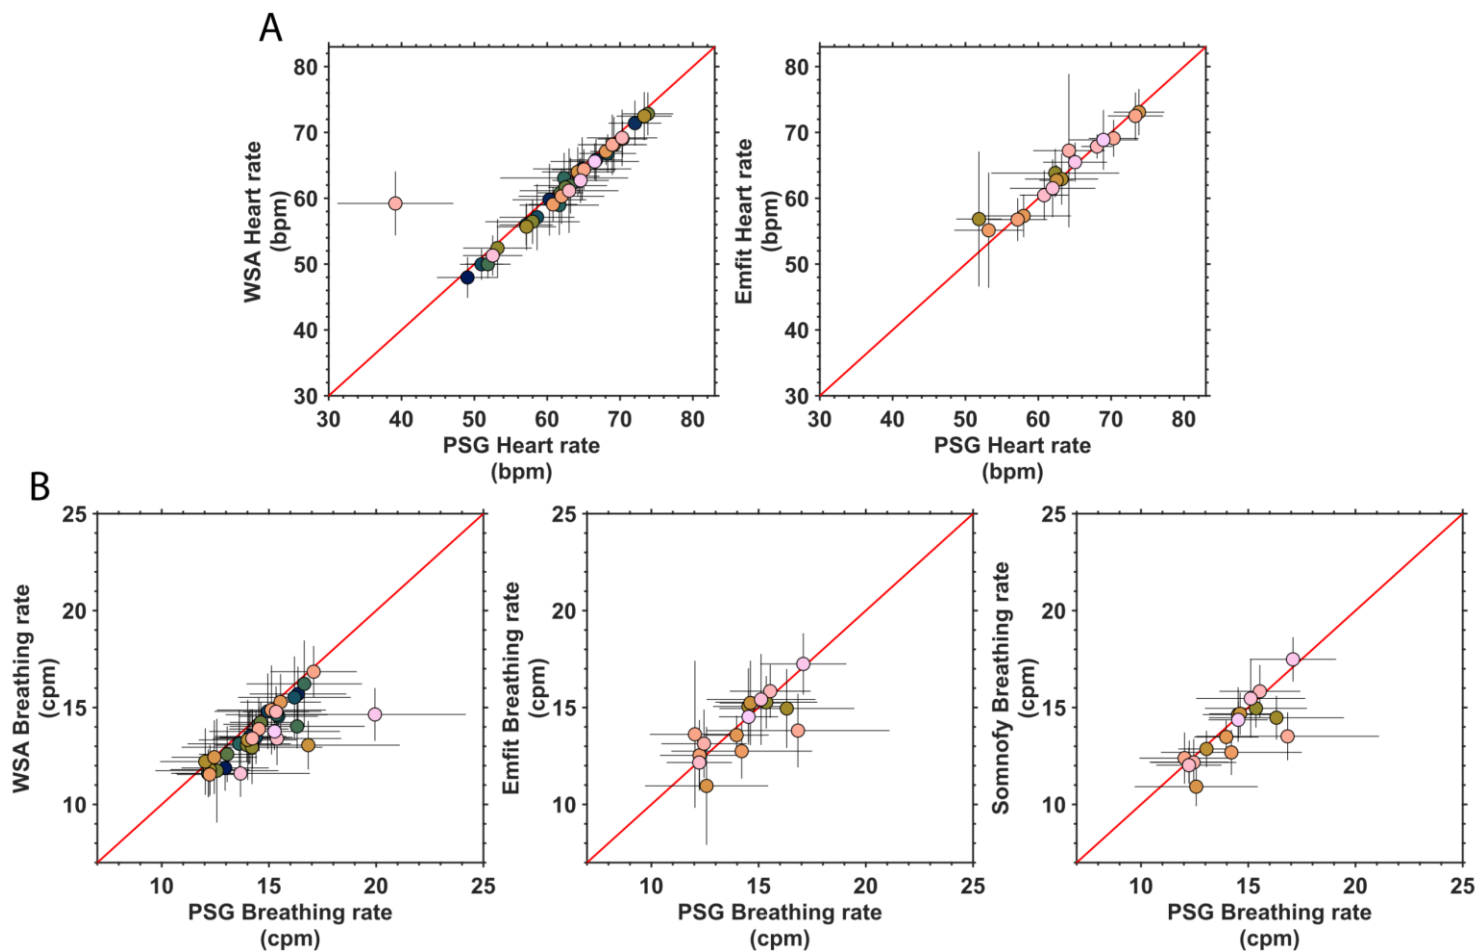 A
WSA Heart rate
(bpm)
80
70
60
50
40
30
30 40 50 60 70 80
PSG Heart rate
(bpm)
Emfit Heart rate
(bpm)
80
70
60
50
40
30
30 40 50 60 70 80
PSG Heart rate
(bpm)
B
WSA Breathing rate
(cpm)
25
20
15
10
10 15 20 25
PSG Breathing rate
(cpm)
Emfit Breathing rate
(cpm)
25
20
15
10
10 15 20 25
PSG Breathing rate
(cpm)
Somnofy Breathing rate
(cpm)
25
20
15
10
10 15 20 25
PSG Breathing rate
(cpm)